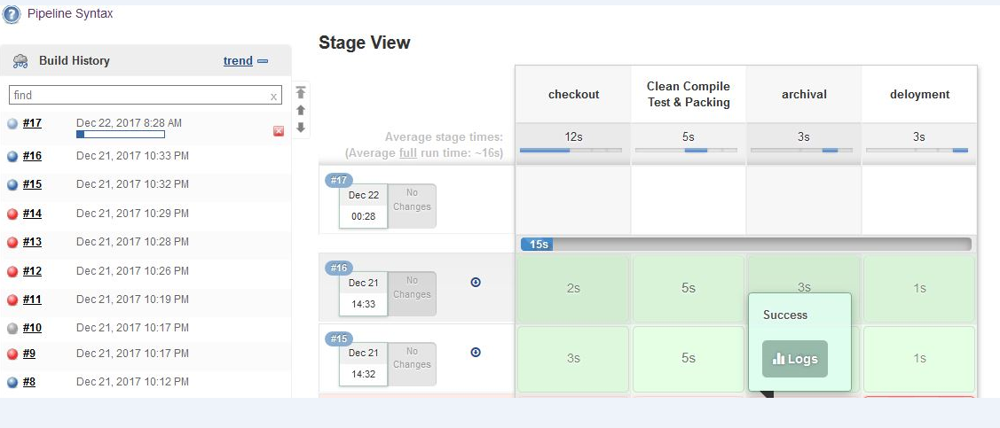 Pipeline Syntax
Build History
trend
find
x
#17
Dec 22, 2017 8:28 AM
#16
Dec 21, 2017 10:33 PM
#15
Dec 21, 2017 10:32 PM
#14
Dec 21, 2017 10:29 PM
#13
Dec 21, 2017 10:28 PM
#12
Dec 21, 2017 10:26 PM
#11
Dec 21, 2017 10:19 PM
#10
Dec 21, 2017 10:17 PM
#9
Dec 21, 2017 10:17 PM
#8
Dec 21, 2017 10:12 PM
Stage View
checkout
Clean Compile
Test & Packing
archival
deloyment
Average stage times:
(Average full run time: ~16s)
12s
5s
3s
3s
#17
Dec 22
00:28
No
Changes
15s
#16
Dec 21
14:33
No
Changes
2s
5s
3s
1s
#15
Dec 21
14:32
No
Changes
3s
5s
1s
Success
Logs